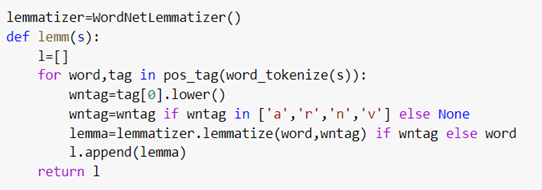 lemmatizer=WordNetLemmatizer()
def lemm(s):
    l=[]
    for word,tag in pos_tag(word_tokenize(s)):
        wntag=tag[0].lower()
        wntag=wntag if wntag in ['a','r','n','v'] else None
        lemma=lemmatizer.lemmatize(word,wntag) if wntag else word
        l.append(lemma)
    return l